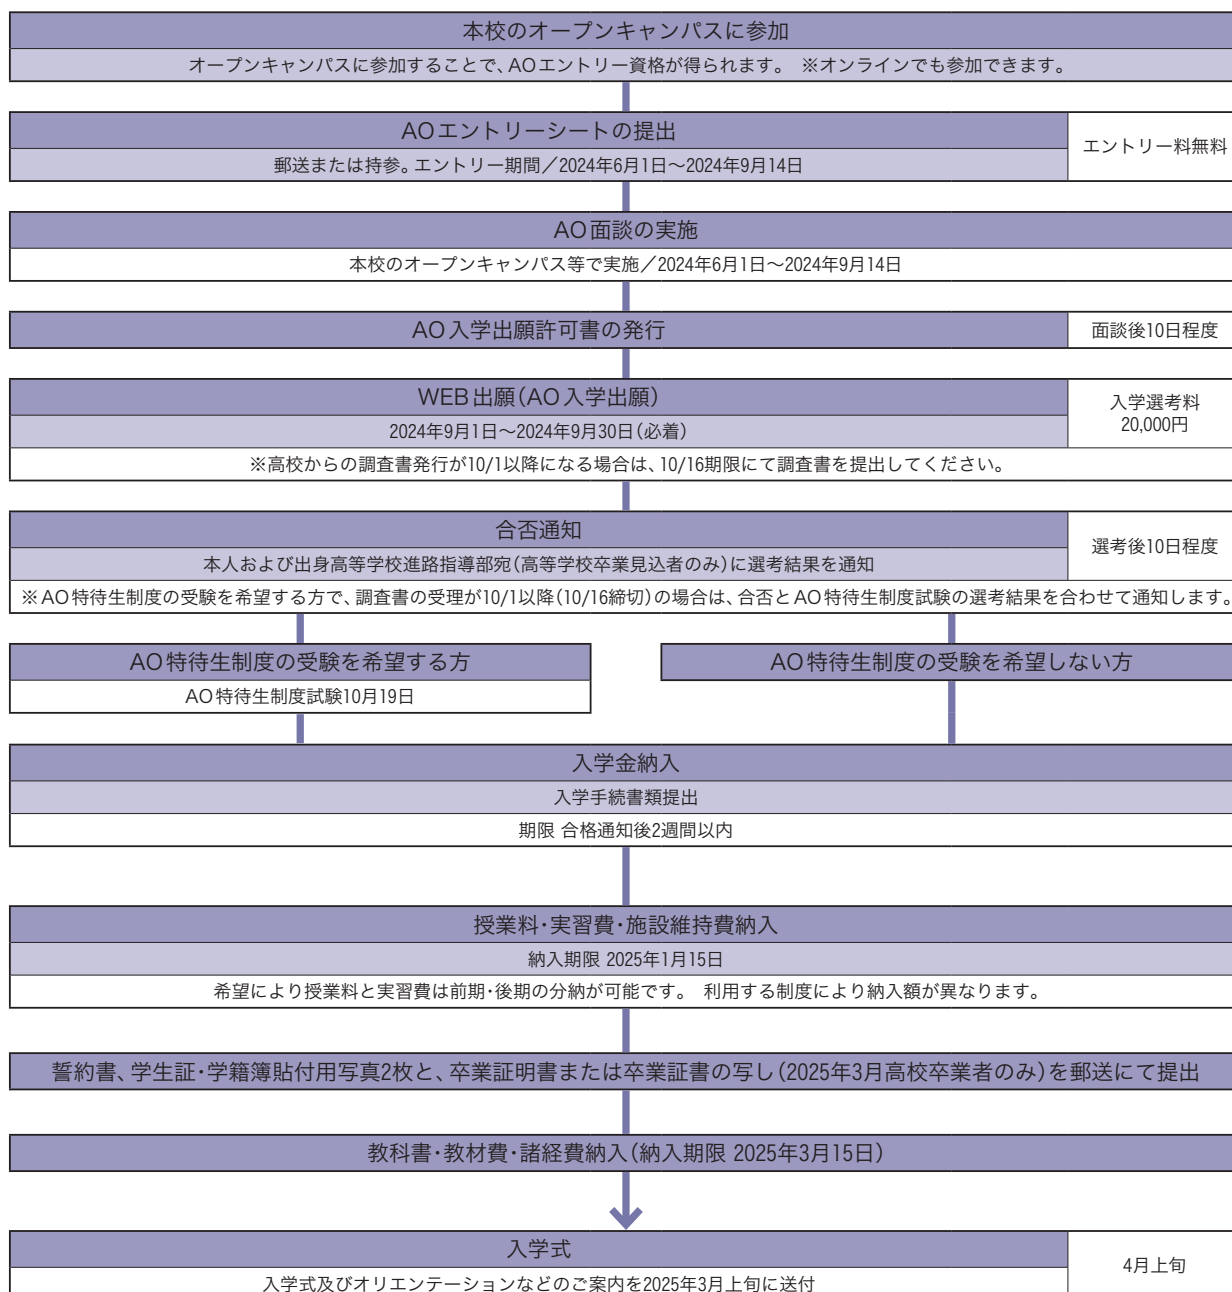 本校のオープンキャンパスに参加
オープンキャンパスに参加することで、AOエントリー資格が得られます。 ※オンラインでも参加できます。
AOエントリーシートの提出
郵送または持参。エントリー期間／2024年6月1日～2024年9月14日
エントリー料無料
AO面談の実施
本校のオープンキャンパス等で実施／2024年6月1日～2024年9月14日
AO入学出願許可書の発行
面談後10日程度
WEB出願(AO入学出願)
2024年9月1日～2024年9月30日(必着)
入学選考料
20,000円
※高校からの調査書発行が10/1以降になる場合は、10/16期限にて調査書を提出してください。
合否通知
本人および出身高等学校進路指導部宛(高等学校卒業見込者のみ)に選考結果を通知
選考後10日程度
※AO特待生制度の受験を希望する方で、調査書の受理が10/1以降(10/16締切)の場合は、合否とAO特待生制度試験の選考結果を合わせて通知します。
AO特待生制度の受験を希望する方
AO特待生制度試験10月19日
AO特待生制度の受験を希望しない方
入学金納入
入学手続書類提出
期限 合格通知後2週間以内
授業料・実習費・施設維持費納入
納入期限 2025年1月15日
希望により授業料と実習費は前期・後期の分納が可能です。 利用する制度により納入額が異なります。
誓約書、学生証・学籍簿貼付用写真2枚と、卒業証明書または卒業証書の写し(2025年3月高校卒業者のみ)を郵送にて提出
教科書・教材費・諸経費納入(納入期限 2025年3月15日)
入学式
入学式及びオリエンテーションなどのご案内を2025年3月上旬に送付
4月上旬